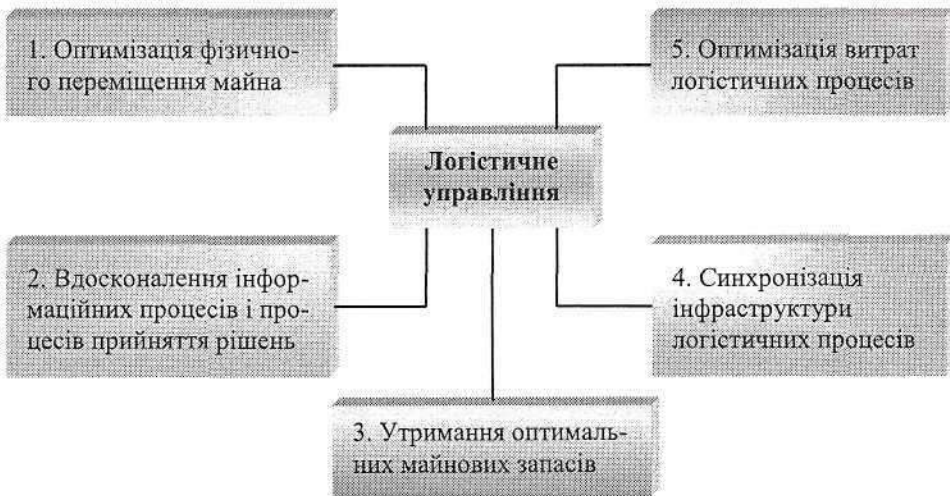 1. Оптимізація фізично-
го переміщення майна
5. Оптимізація витрат
логістичних процесів
Логістичне
управління
2. Вдосконалення інфор-
маційних процесів і про-
цесів прийняття рішень
4. Синхронізація
інфраструктури
логістичних процесів
3. Утримання оптималь-
них майнових запасів